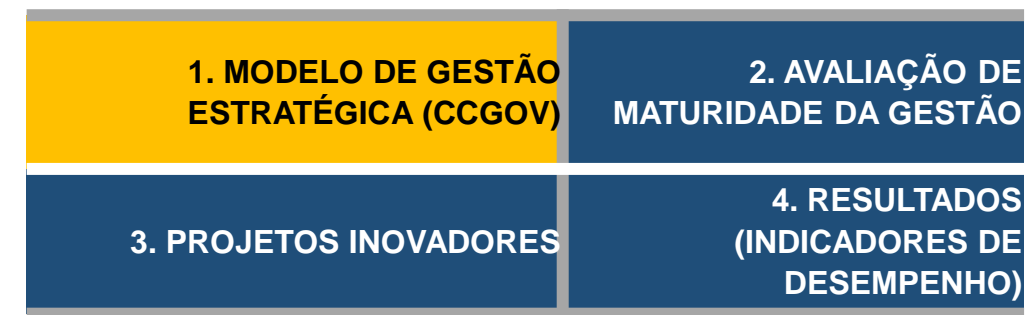 1. MODELO DE GESTÃO
ESTRATÉGICA (CCGOV)
2. AVALIAÇÃO DE
MATURIDADE DA GESTÃO
3. PROJETOS INOVADORES
4. RESULTADOS
(INDICADORES DE
DESEMPENHO)